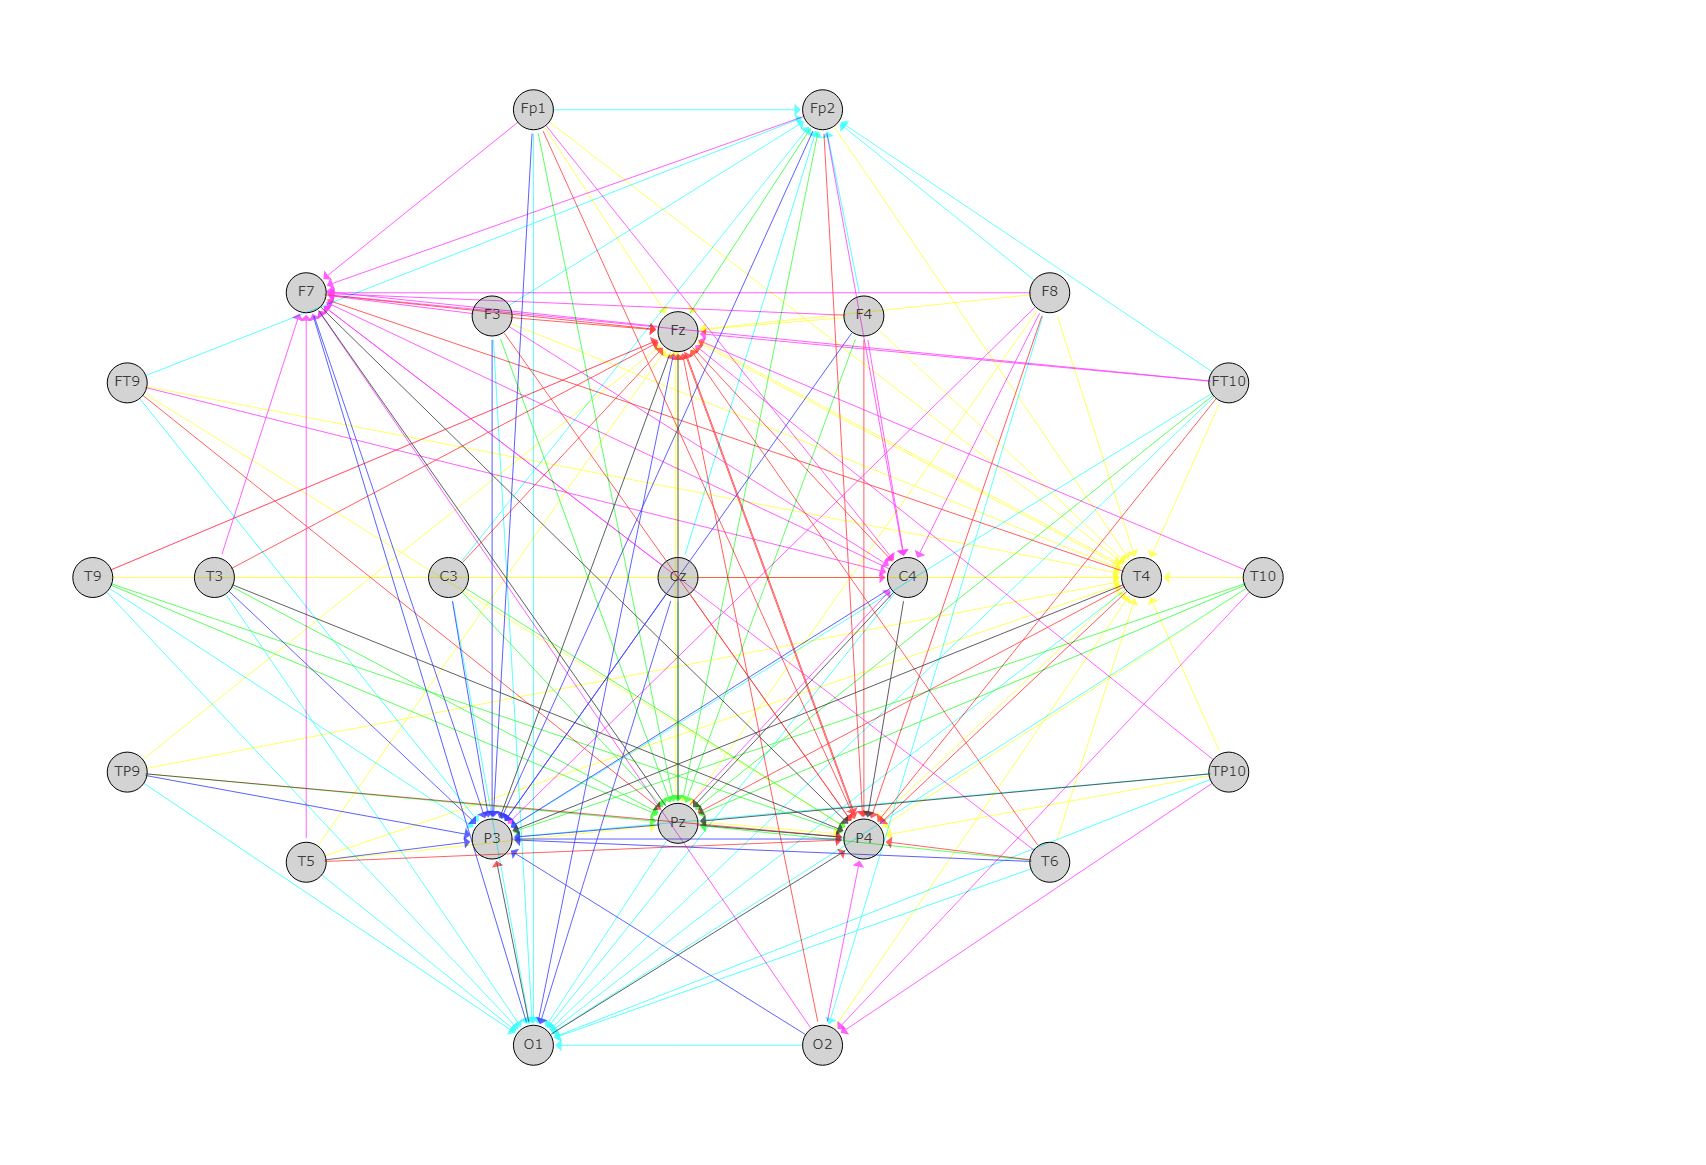 Fp1 Fp2
F7 F3 Fz F4 F8
FT9 FT10
T9 T3 C3 Cz C4 T4 T10
TP9 TP10
T5 P3 Pz P4 T6
O1 O2